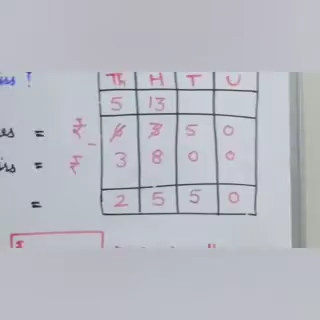 Th H T U
5 13
= ₹ 6 3 5 0
= ₹ - 3 8 0 0
= 2 5 5 0